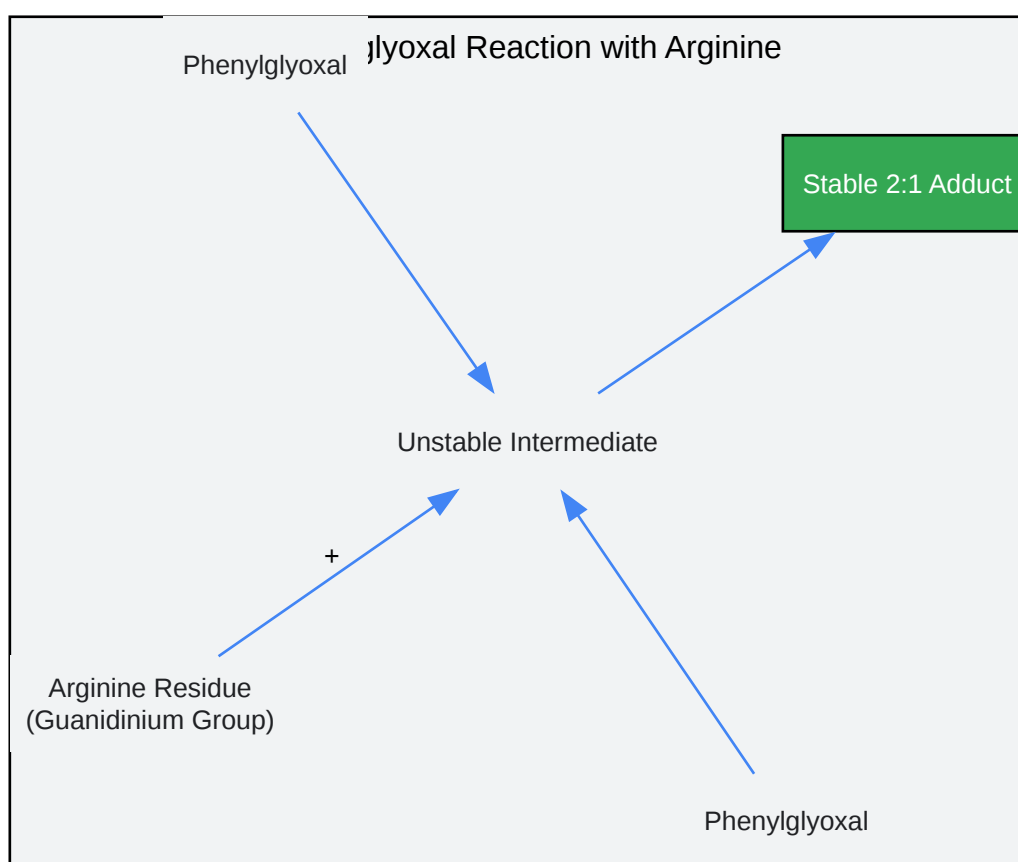 Phenylglyoxal
glyoxal Reaction with Arginine
Stable 2:1 Adduct
Unstable Intermediate
+
Arginine Residue
(Guanidinium Group)
Phenylglyoxal